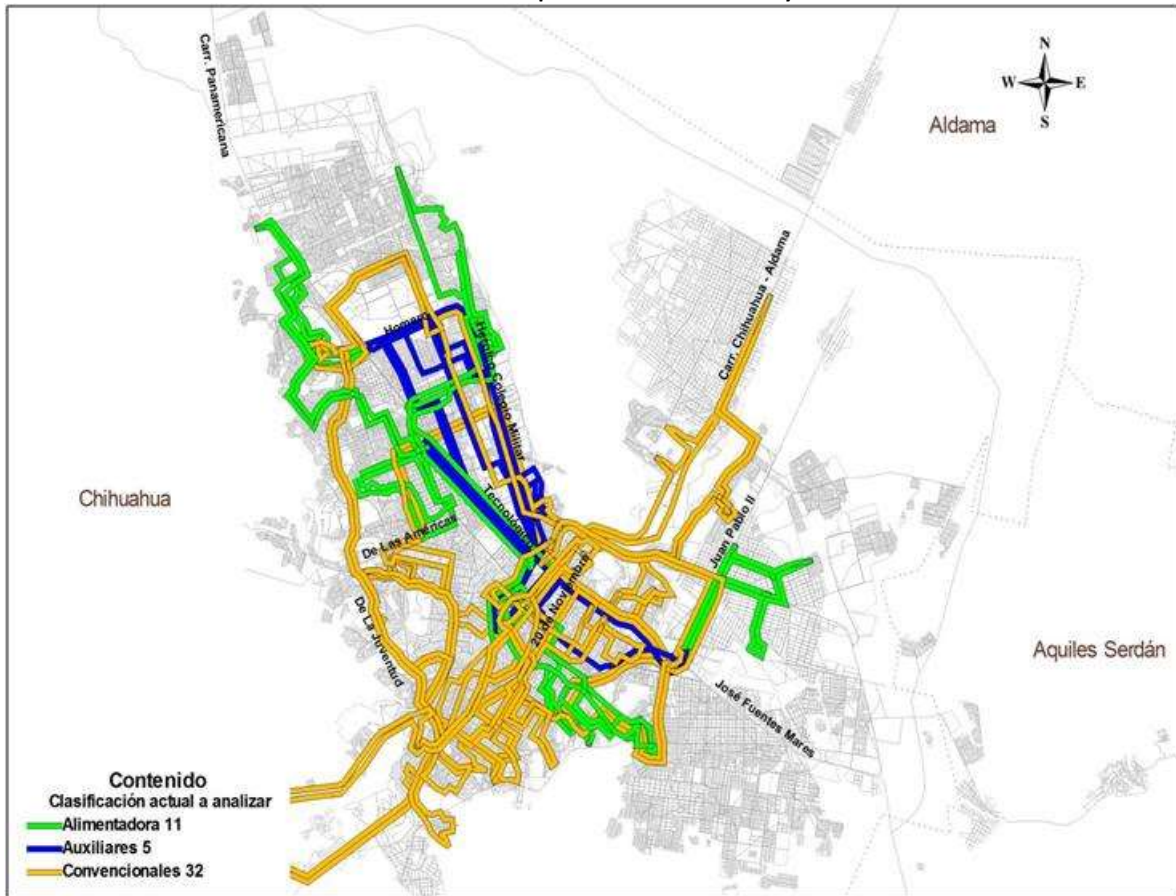 Carr. Panamericana
N
W E
S
Aldama
Carr. Chihuahua - Aldama
Homero
Heroico Colegio Militar
Chihuahua
Tecnológico
Juan Pablo II
De Las Américas
20 de Noviembre
De La Juventud
Aquiles Serdán
José Fuentes Mares
Contenido
Clasificación actual a analizar
Alimentadora 11
Auxiliares 5
Convencionales 32